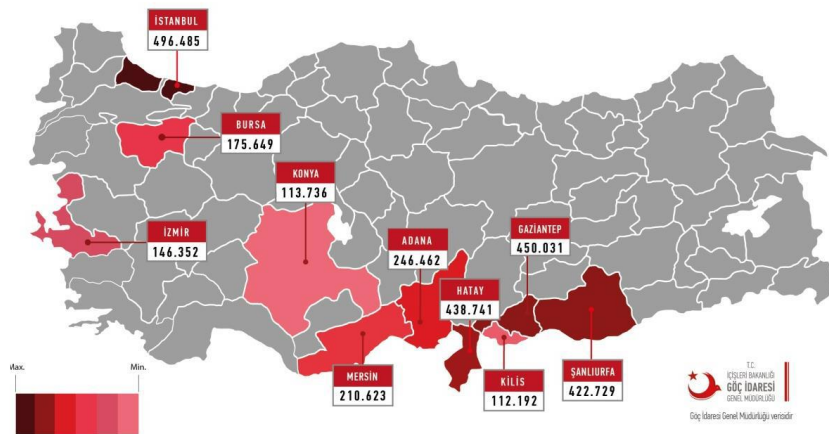 İSTANBUL
496.485
BURSA
175.649
KONYA
113.736
İZMİR
146.352
ADANA
246.462
GAZİANTEP
450.031
HATAY
438.741
MERSİN
210.623
KİLİS
112.192
ŞANLIURFA
422.729
Max.
Min.
T.C.
İÇİŞLERİ BAKANLIĞI
GÖÇ İDARESİ
GENEL MÜDÜRLÜĞÜ
Göç İdaresi Genel Müdürlüğü verisidir